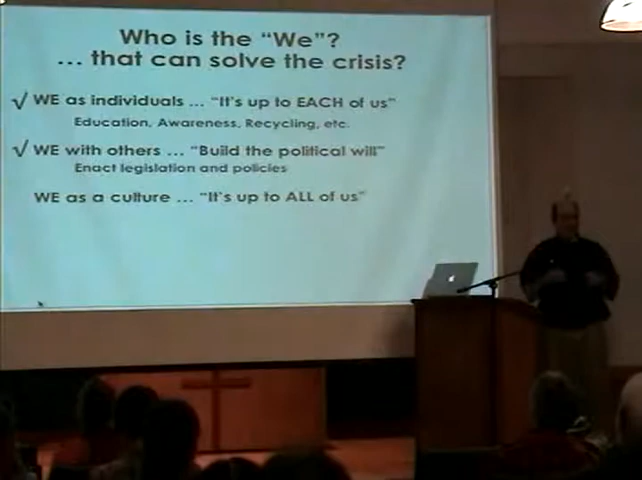 Who is the “We”?
... that can solve the crisis?
√ WE as individuals ... “It's up to EACH of us”
Education, Awareness, Recycling, etc.
√ WE with others ... “Build the political will”
Enact legislation and policies
WE as a culture ... “It's up to ALL of us”